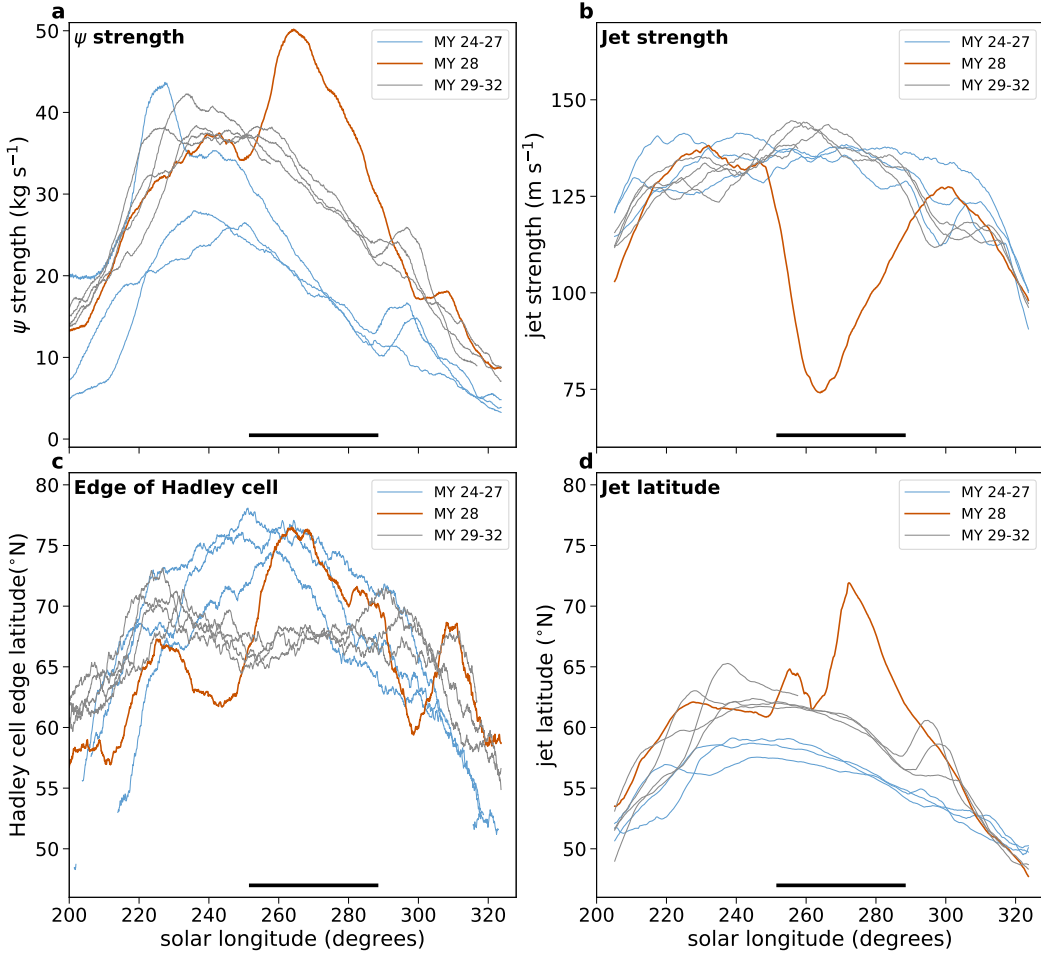 a
ψ strength
MY 24-27
MY 28
MY 29-32
50
40
30
20
10
0
ψ strength (kg s⁻¹)
b
Jet strength
MY 24-27
MY 28
MY 29-32
150
125
100
75
jet strength (m s⁻¹)
c
Edge of Hadley cell
MY 24-27
MY 28
MY 29-32
80
75
70
65
60
55
50
Hadley cell edge latitude(°N)
200 220 240 260 280 300 320
solar longitude (degrees)
d
Jet latitude
MY 24-27
MY 28
MY 29-32
80
75
70
65
60
55
50
jet latitude (°N)
200 220 240 260 280 300 320
solar longitude (degrees)